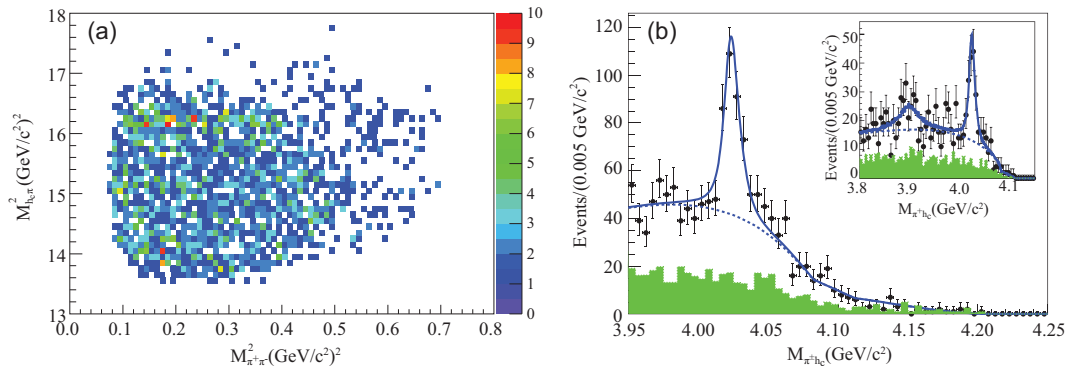 (a)
18
17
16
15
14
13
M²h_cπ(GeV/c²)²
0.0 0.1 0.2 0.3 0.4 0.5 0.6 0.7 0.8
M²π⁺π⁻(GeV/c²)²
10
9
8
7
6
5
4
3
2
1
0
(b)
120
100
80
60
40
20
0
Events/(0.005 GeV/c²)
3.95 4.00 4.05 4.10 4.15 4.20 4.25
Mπ±h_c(GeV/c²)
50
40
30
20
10
0
Events/(0.005 GeV/c²)
3.8 3.9 4.0 4.1
Mπ±h_c(GeV/c²)